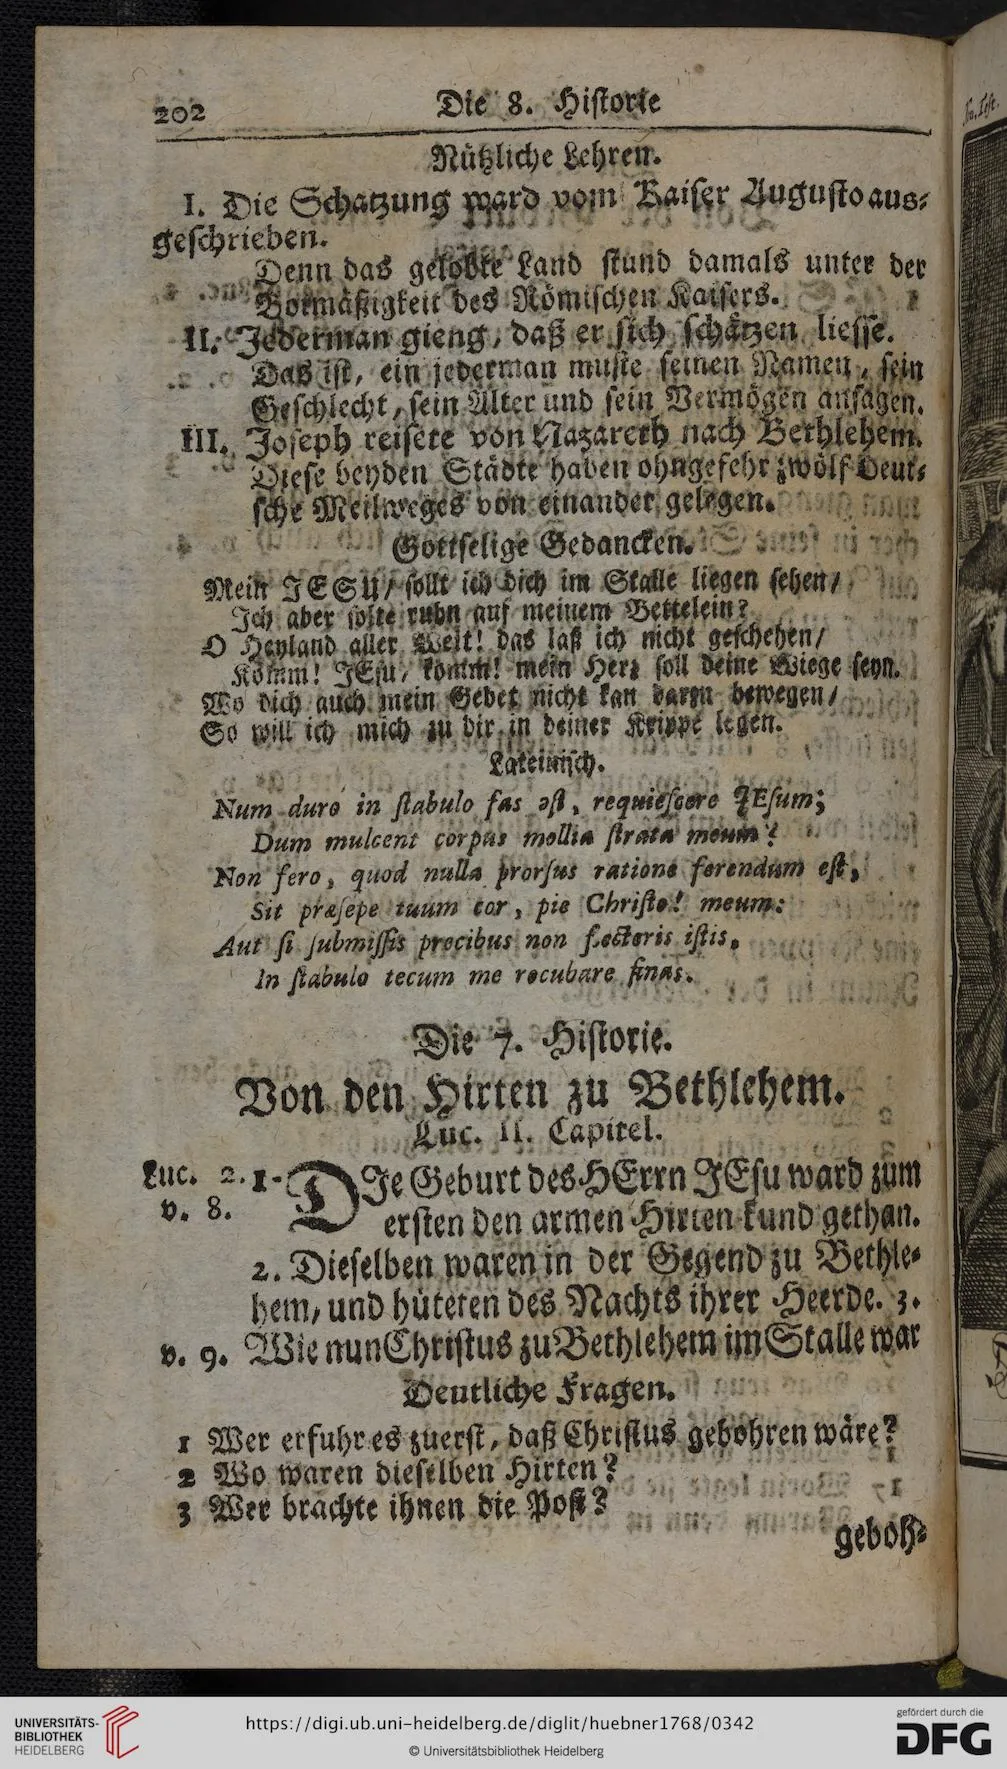 202 Die 8. Historie
Nützliche Lehren.
I. Die Schatzung ward vom Kaiser Augusto aus-
geschrieben.
Denn das gelobte Land stund damals unter der
Botmäßigkeit des Römischen Kaisers.
II. Jederman gieng, daß er sich schätzen liesse.
Das ist, ein jederman muste seinen Namen, sein
Geschlecht, sein Alter und sein Vermögen ansagen.
III. Joseph reisete von Nazareth nach Bethlehem.
Diese beyden Städte haben ohngefehr zwölf Deut-
sche Meilweges von einander gelegen.
Gottselige Gedancken.
Mein JESU/ sollt ich dich im Stalle liegen sehen/
Ich aber solte ruhn auf meinem Bettelein?
O Heyland aller Welt! das laß ich nicht geschehen/
Komm! JEsu, komm! mein Herz soll deine Wiege seyn.
Wo dich auch mein Gebet nicht kan darzu bewegen/
So will ich mich zu dir in deiner Krippe legen.
Lateinisch.
Num duro in stabulo fas est, requiescere JEsum;
Dum mulcent corpus mollia strata meum?
Non fero, quod nulla prorsus ratione ferendum est,
Sit præsepe tuum cor, pie Christe! meum:
Aut si submissis precibus non flecteris istis,
In stabulo tecum me recubare sinas.
Die 7. Historie.
Von den Hirten zu Bethlehem.
Luc. II. Capitel.
Luc. 2. 1. DIe Geburt des HErrn JEsu ward zum
v. 8. ersten den armen Hirten kund gethan.
2. Dieselben waren in der Gegend zu Bethle-
hem, und hüteten des Nachts ihrer Heerde. 3.
v. 9. Wie nun Christus zu Bethlehem im Stalle war
Deutliche Fragen.
1 Wer erfuhr es zuerst, daß Christus gebohren wäre?
2 Wo waren dieselben Hirten?
3 Wer brachte ihnen die Post?
geboh-
UNIVERSITÄTS-
BIBLIOTHEK
HEIDELBERG
https://digi.ub.uni-heidelberg.de/diglit/huebner1768/0342
© Universitätsbibliothek Heidelberg
gefördert durch die
DFG